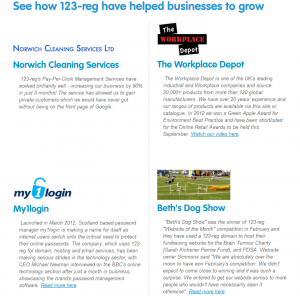 See how 123-reg have helped businesses to grow
NORWICH CLEANING SERVICES LTD
Norwich Cleaning Services
123-reg's Pay-Per-Click Management Services have
worked brilliantly well - increasing our business by 90%
in just 5 months! The service has allowed us to gain
private customers which we would have never got
without being on the front page of Google.
The
WORKPLACE
Depot
The Workplace Depot
The Workplace Depot is one of the UK's leading
Industrial and Workplace companies and source
20,000+ products from more than 120 global
manufacturers. We have over 20 years' experience and
our ranges of products are available via this site or
catalogue. In 2012 we won a Green Apple Award for
Environment Best Practice and have been shortlisted
for the Online Retail Awards to be held this
September. Watch our video here
my1login
My1login
Launched in March 2012, Scotland based password
manager my1login is making a name for itself as
internet users switch onto the critical need to protect
their online passwords. The company, which uses 123-
reg for domain, hosting and email services, has been
making serious strides in the technology sector, with
CEO Michael Newman interviewed on the BBC's online
technology section after just a month in business,
showcasing the brand's password management
website. Read more here
Beth's Dog Show
"Beth's Dog Show" was the winner of 123-reg
"Website of the Month" competition in February and
they have used a 123-reg domain to host their
fundraising website for the Brain Tumour Charity
(Sarah Kishener Perree Fund), and PDSA. Website
owner Simmons said "We are absolutely over the
moon to have won February's competition. We didn't
expect to come close to winning and it was such a
surprise. We entered to get our website across to more
people who wouldn't have necessarily seen it
otherwise". Read more here